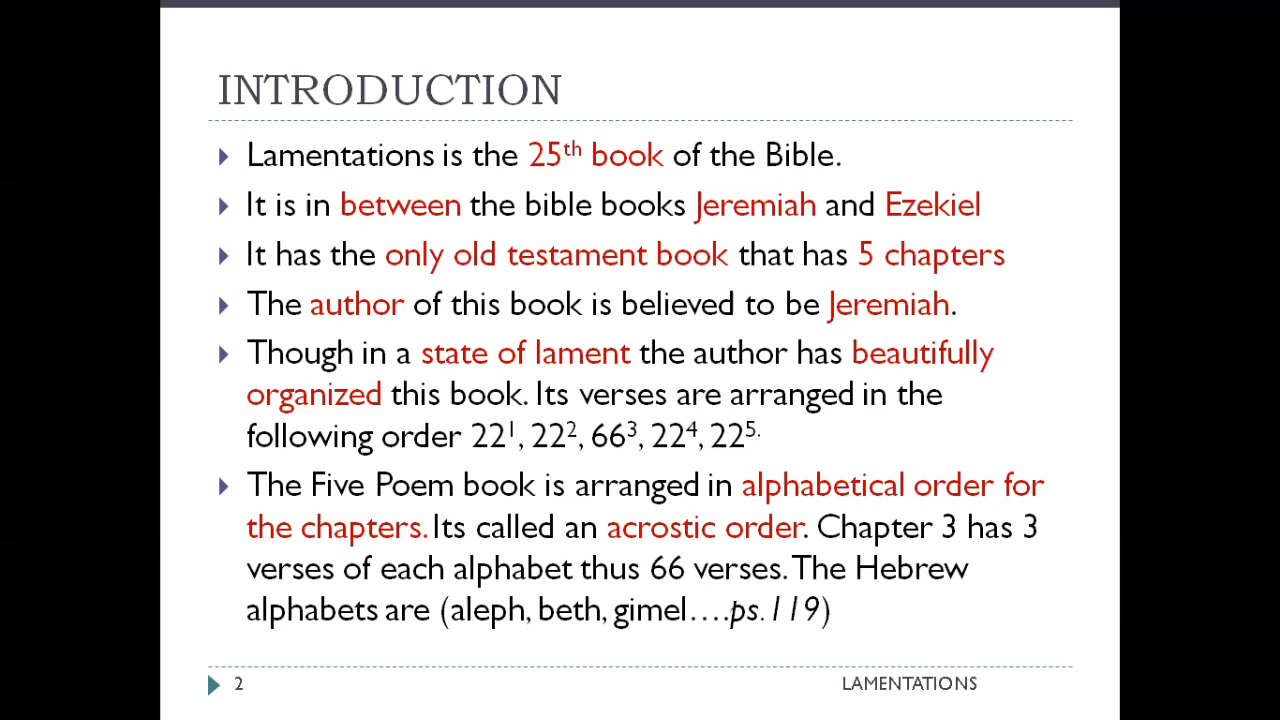 INTRODUCTION
Lamentations is the 25th book of the Bible.
It is in between the bible books Jeremiah and Ezekiel
It has the only old testament book that has 5 chapters
The author of this book is believed to be Jeremiah.
Though in a state of lament the author has beautifully
organized this book. Its verses are arranged in the
following order 22¹, 22², 66³, 22⁴, 22⁵.
The Five Poem book is arranged in alphabetical order for
the chapters. Its called an acrostic order. Chapter 3 has 3
verses of each alphabet thus 66 verses. The Hebrew
alphabets are (aleph, beth, gimel....ps.119)
2 LAMENTATIONS